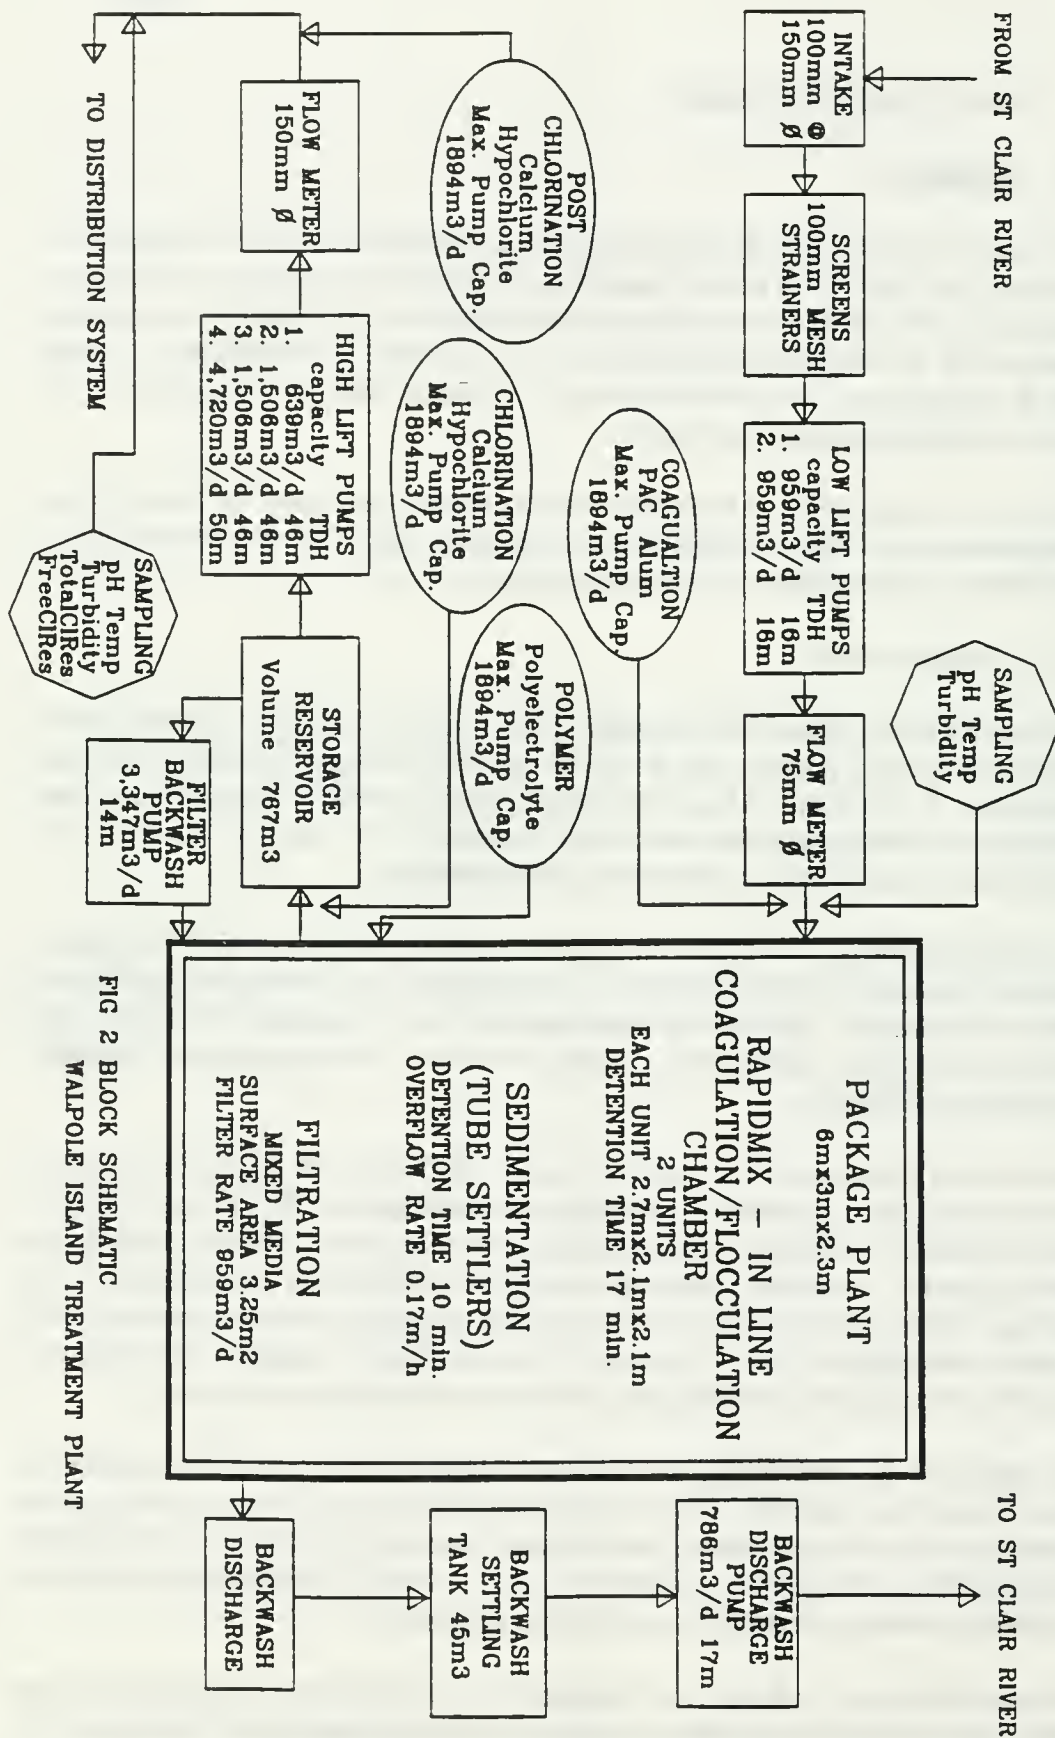 FROM ST CLAIR RIVER
INTAKE
100mm @
150mm Ø
SCREENS
100mm MESH
STRAINERS
LOW LIFT PUMPS
capacity TDH
1. 959m3/d 16m
2. 959m3/d 16m
SAMPLING
pH Temp
Turbidity
FLOW METER
75mm Ø
COAGUALTION
PAC Alum
Max. Pump Cap.
1894m3/d
POLYMER
Polyelectrolyte
Max. Pump Cap.
1894m3/d
CHLORINATION
Calcium
Hypochlorite
Max. Pump Cap.
1894m3/d
POST
CHLORINATION
Calcium
Hypochlorite
Max. Pump Cap.
1894m3/d
FLOW METER
150mm Ø
HIGH LIFT PUMPS
capacity TDH
1. 639m3/d 46m
2. 1,506m3/d 46m
3. 1,506m3/d 46m
4. 4,720m3/d 50m
STORAGE
RESERVOIR
Volume 767m3
FILTER
BACKWASH
PUMP
3,347m3/d
14m
TO DISTRIBUTION SYSTEM
SAMPLING
pH Temp
Turbidity
TotalClRes
FreeClRes
PACKAGE PLANT
6mx3mx2.3m
RAPIDMIX - IN LINE
COAGULATION/FLOCCULATION
CHAMBER
2 UNITS
EACH UNIT 2.7mx2.1mx2.1m
DETENTION TIME 17 min.
SEDIMENTATION
(TUBE SETTLERS)
DETENTION TIME 10 min.
OVERFLOW RATE 0.17m/h
FILTRATION
MIXED MEDIA
SURFACE AREA 3.25m2
FILTER RATE 959m3/d
TO ST CLAIR RIVER
BACKWASH
DISCHARGE
PUMP
786m3/d 17m
BACKWASH
SETTLING
TANK 45m3
BACKWASH
DISCHARGE
FIG 2 BLOCK SCHEMATIC
WALPOLE ISLAND TREATMENT PLANT